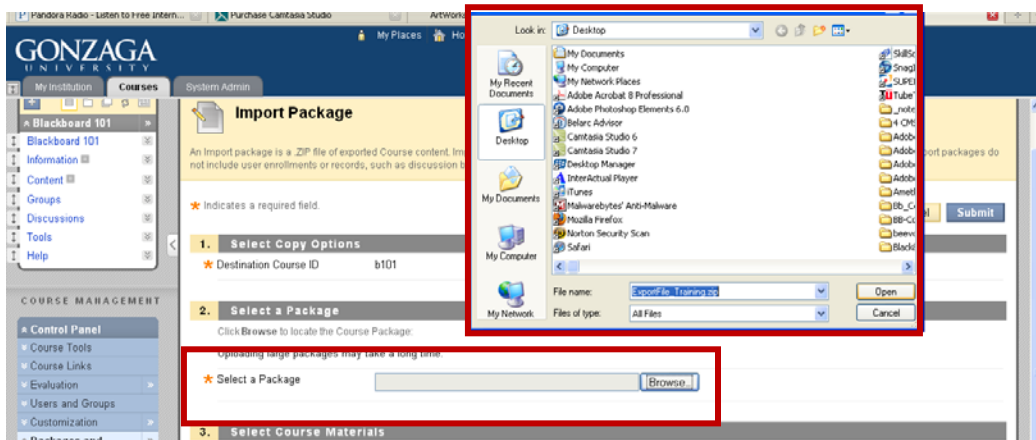 Pandora Radio - Listen to Free Intern...
Purchase Camtasia Studio
My Places
GONZAGA
UNIVERSITY
My Institution
Courses
System Admin
Blackboard 101
Blackboard 101
Information
Content
Groups
Discussions
Tools
Help
COURSE MANAGEMENT
Control Panel
Course Tools
Course Links
Evaluation
Users and Groups
Customization
Import Package
An Import package is a .ZIP file of exported Course content.
port packages do
not include user enrollments or records, such as discussion
Indicates a required field.
Submit
1. Select Copy Options
Destination Course ID b101
2. Select a Package
Click Browse to locate the Course Package:
Uploading large packages may take a long time.
Select a Package Browse...
3. Select Course Materials
Look in: Desktop
My Recent
Documents
Desktop
My Documents
My Computer
My Network
My Documents
My Computer
My Network Places
Adobe Acrobat 8 Professional
Adobe Photoshop Elements 6.0
Belarc Advisor
Camtasia Studio 6
Camtasia Studio 7
Desktop Manager
InterActual Player
iTunes
Malwarebytes' Anti-Malware
Mozilla Firefox
Norton Security Scan
Safari
File name: ExportFile_Training.zip Open
Files of type: All Files Cancel